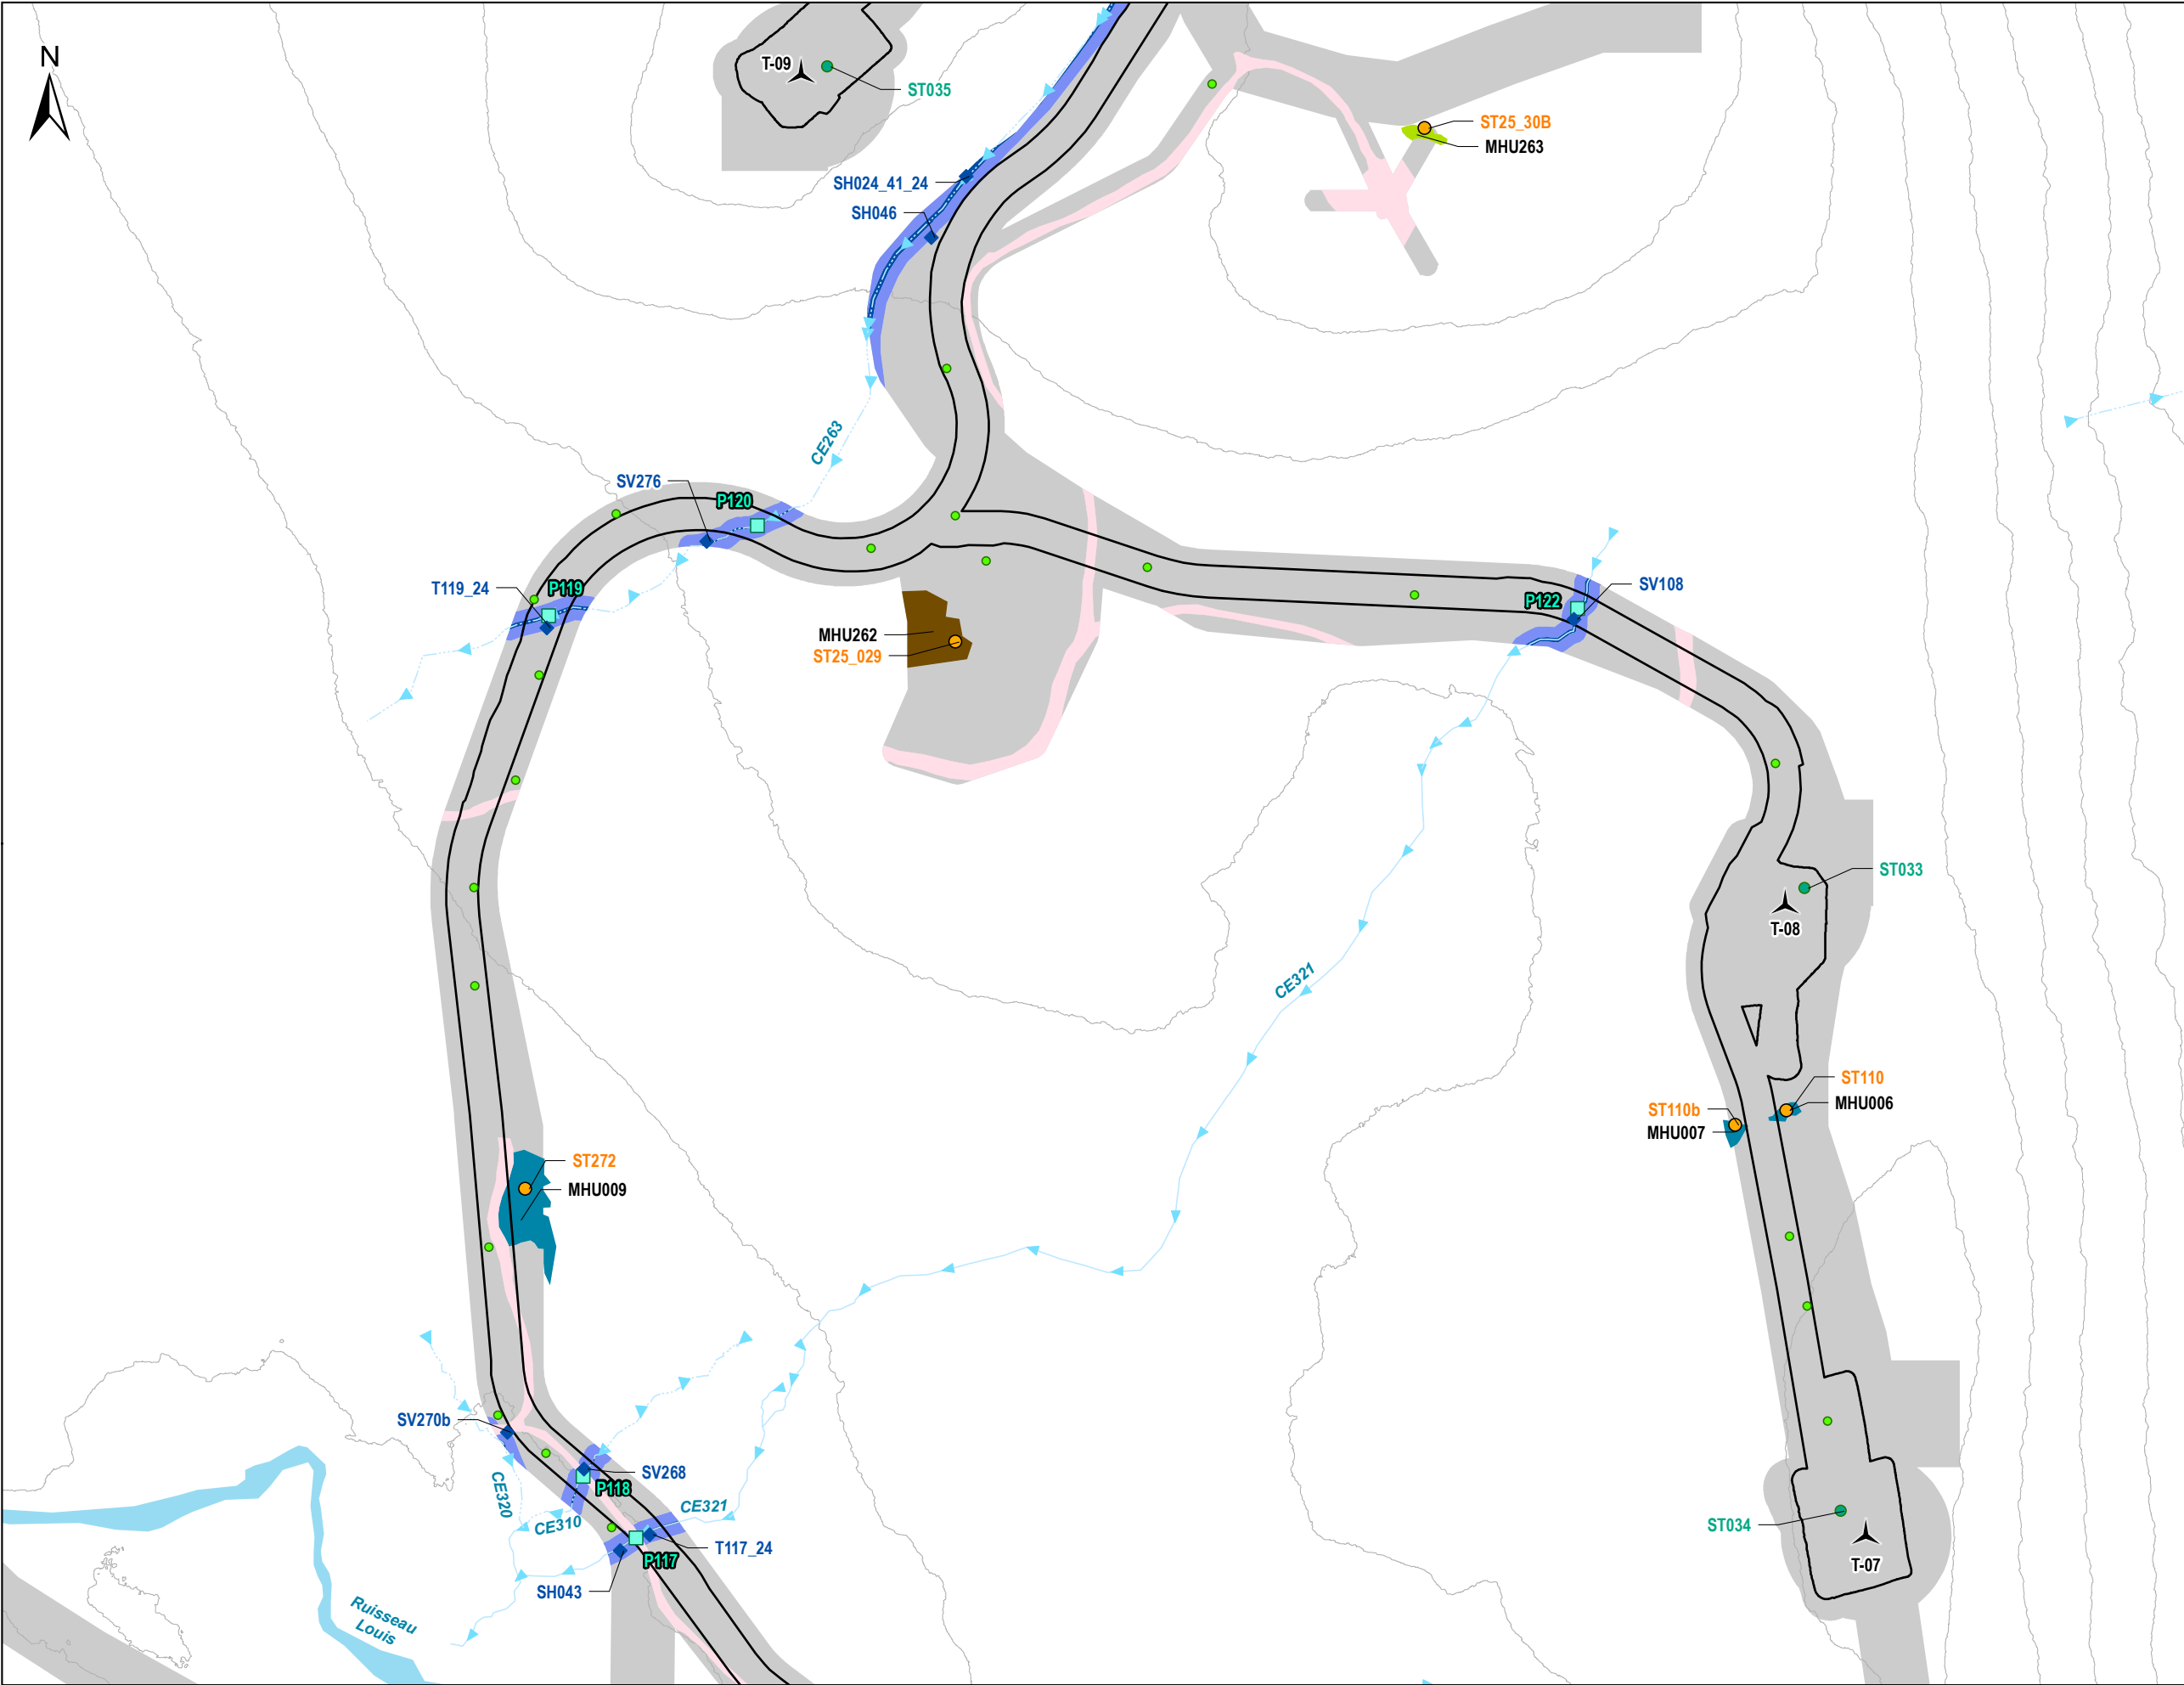 N
T-09
ST035
ST25_30B
MHU263
SH024_41_24
SH046
CE263
SV276
P120
T119_24
P119
MHU262
ST25_029
P122
SV108
ST033
T-08
CE321
ST110
MHU006
ST110b
MHU007
ST272
MHU009
SV270b
SV268
P118
CE320
CE310
CE321
T117_24
P117
SH043
ST034
T-07
Ruisseau
Louis